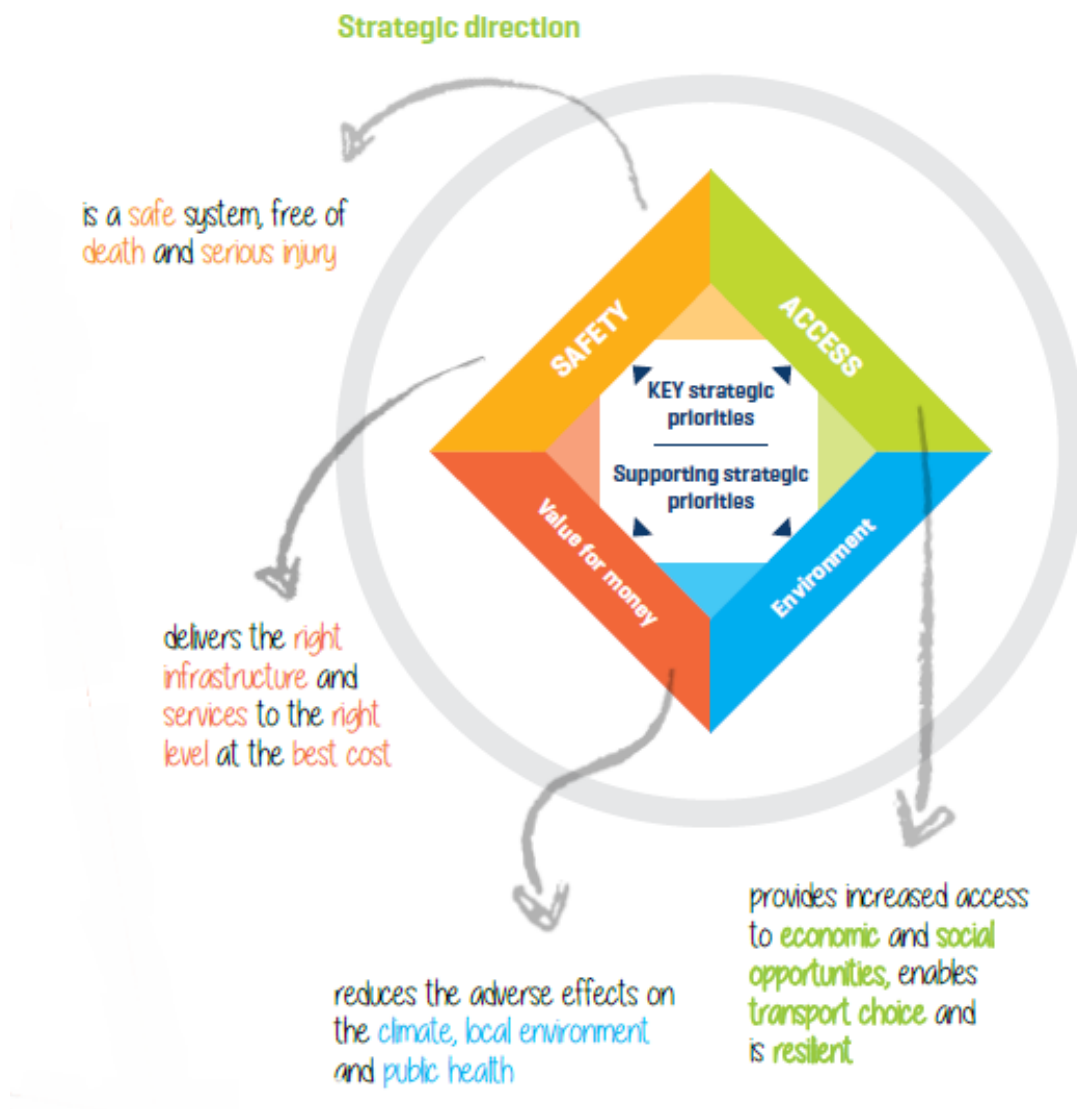 Strategic direction
is a safe system, free of
death and serious injury
SAFETY
ACCESS
KEY strategic
priorities
Supporting strategic
priorities
Value for money
Environment
delivers the right
infrastructure and
services to the right
level at the best cost
reduces the adverse effects on
the climate, local environment
and public health
provides increased access
to economic and social
opportunities, enables
transport choice and
is resilient